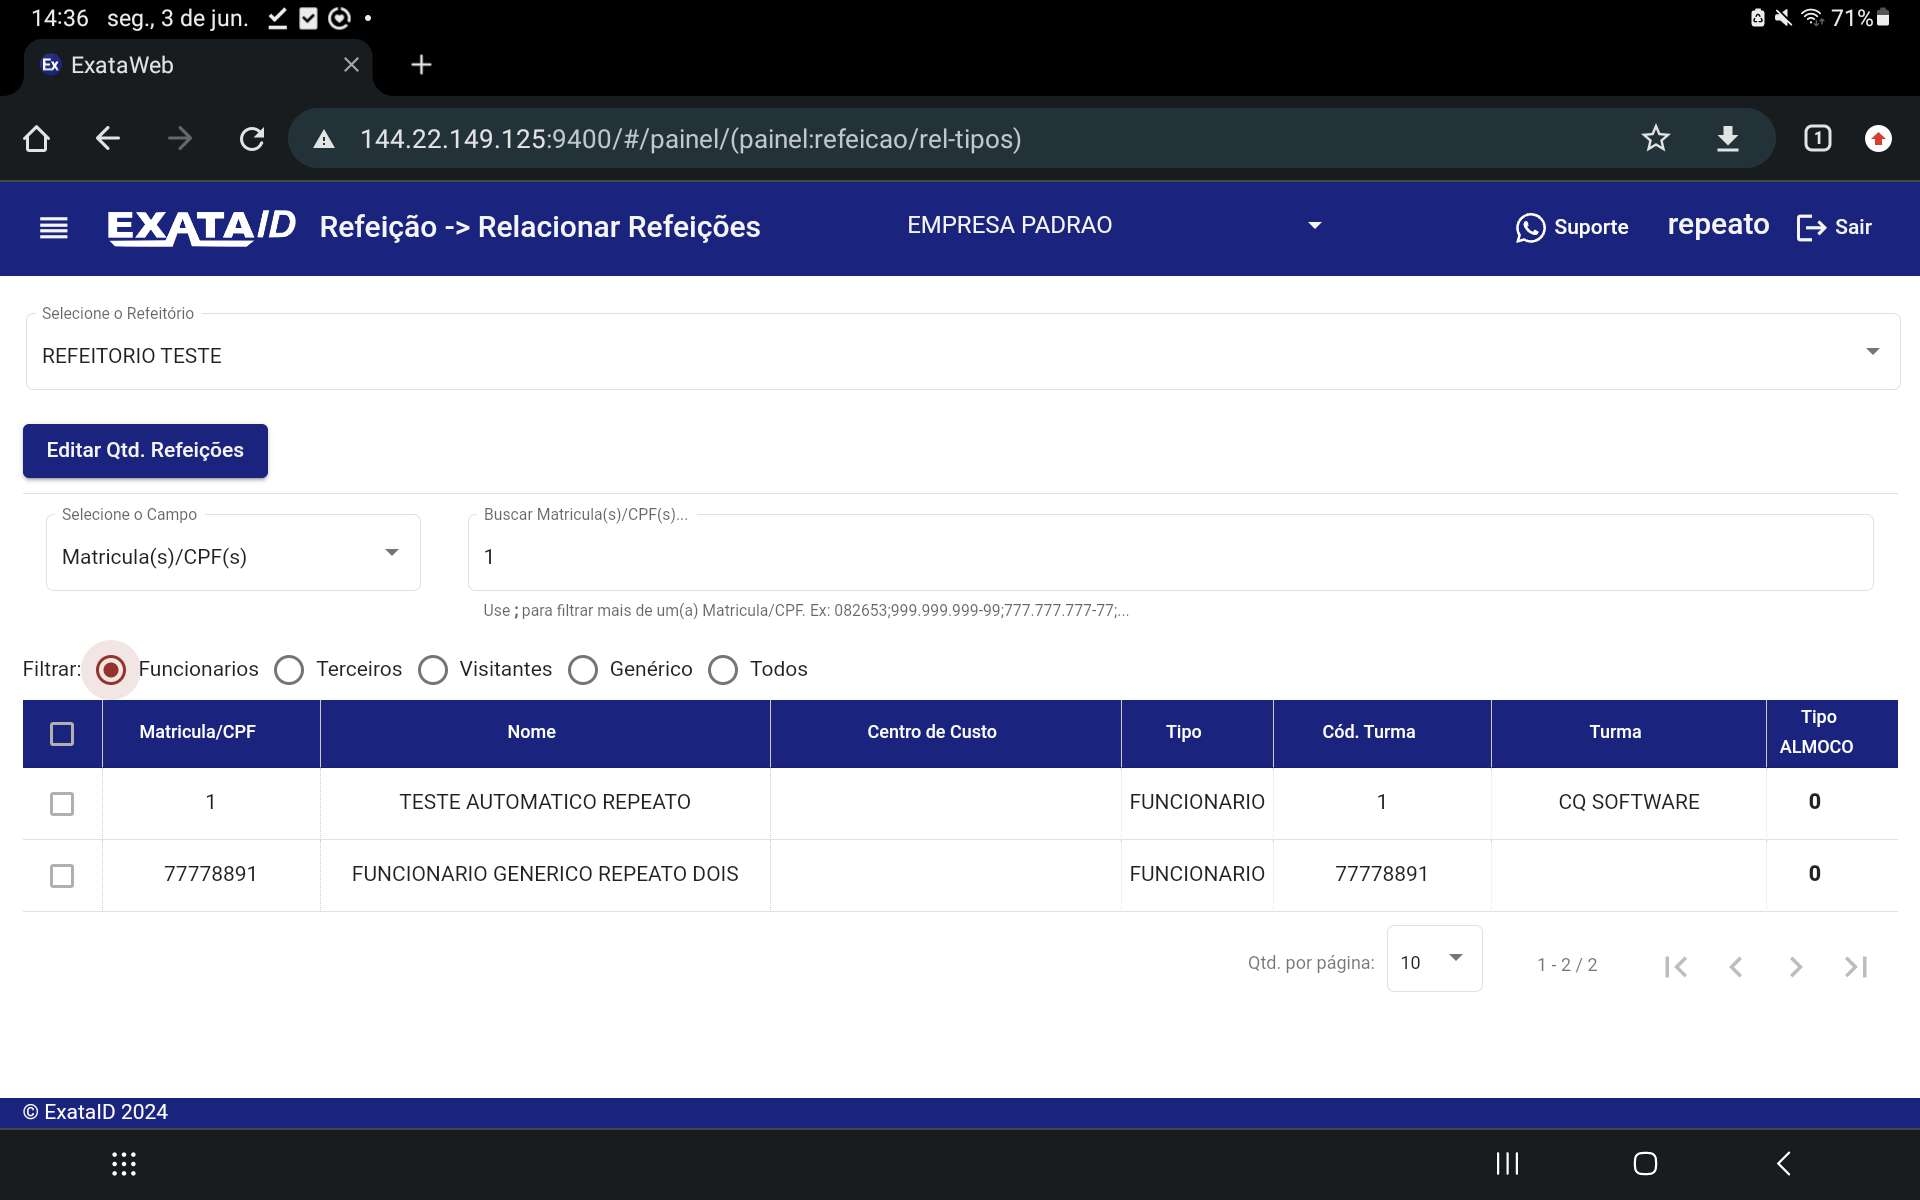 14:36 seg., 3 de jun. 71%
Ex ExataWeb
144.22.149.125:9400/#/painel/(painel:refeicao/rel-tipos) 1
EXATAID Refeição -> Relacionar Refeições EMPRESA PADRAO Suporte repeato Sair
Selecione o Refeitório
REFEITORIO TESTE
Editar Qtd. Refeições
Selecione o Campo Buscar Matricula(s)/CPF(s)...
Matricula(s)/CPF(s) 1
Use ; para filtrar mais de um(a) Matricula/CPF. Ex: 082653;999.999.999-99;777.777.777-77;...
Filtrar: Funcionarios Terceiros Visitantes Genérico Todos
Matricula/CPF Nome Centro de Custo Tipo Cód. Turma Turma Tipo ALMOCO
1 TESTE AUTOMATICO REPEATO FUNCIONARIO 1 CQ SOFTWARE 0
77778891 FUNCIONARIO GENERICO REPEATO DOIS FUNCIONARIO 77778891 0
Qtd. por página: 10 1 - 2 / 2
© ExataID 2024